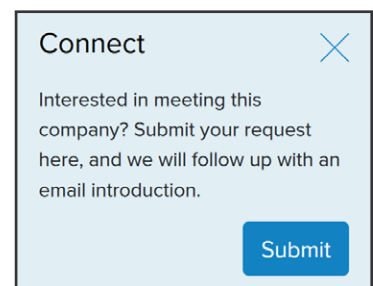 Connect
Interested in meeting this
company? Submit your request
here, and we will follow up with an
email introduction.
Submit